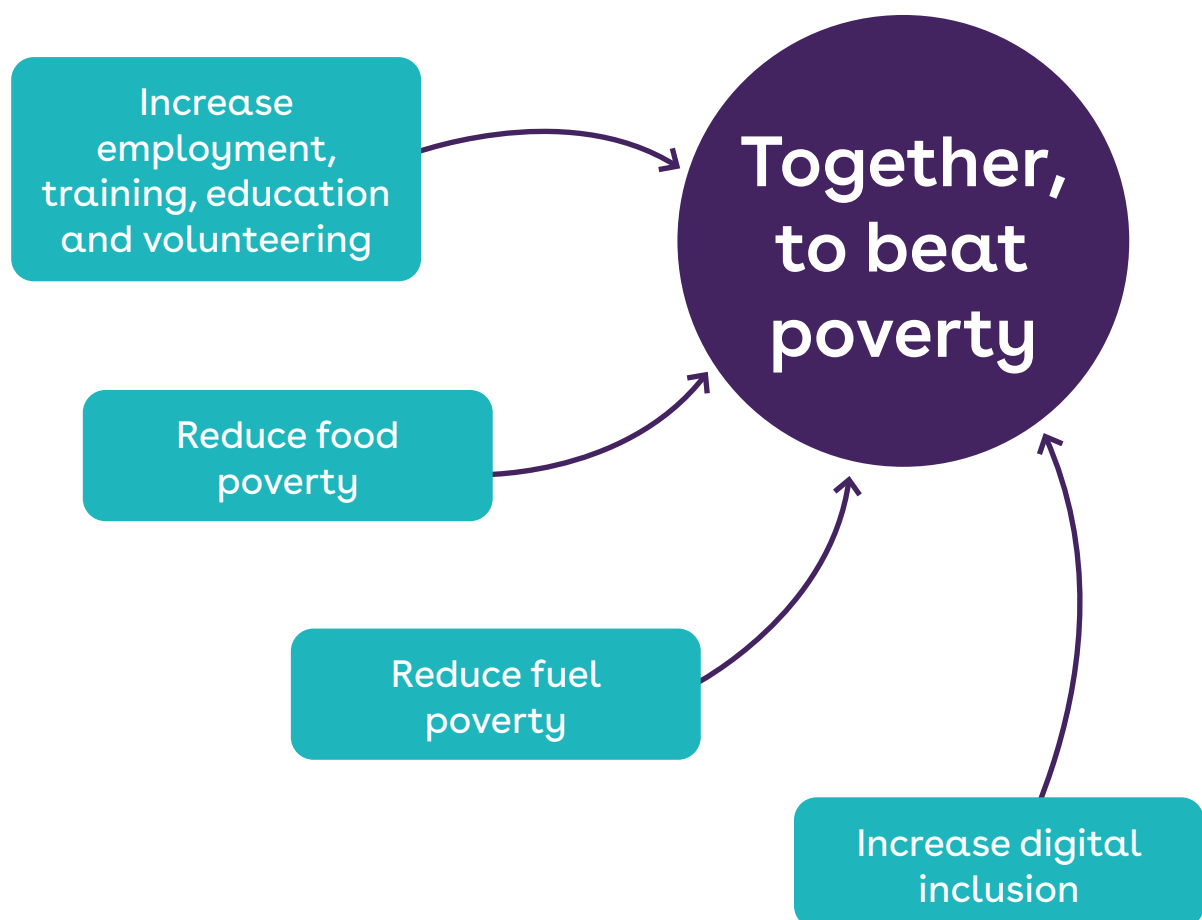 Increase
employment,
training, education
and volunteering
Together,
to beat
poverty
Reduce food
poverty
Reduce fuel
poverty
Increase digital
inclusion